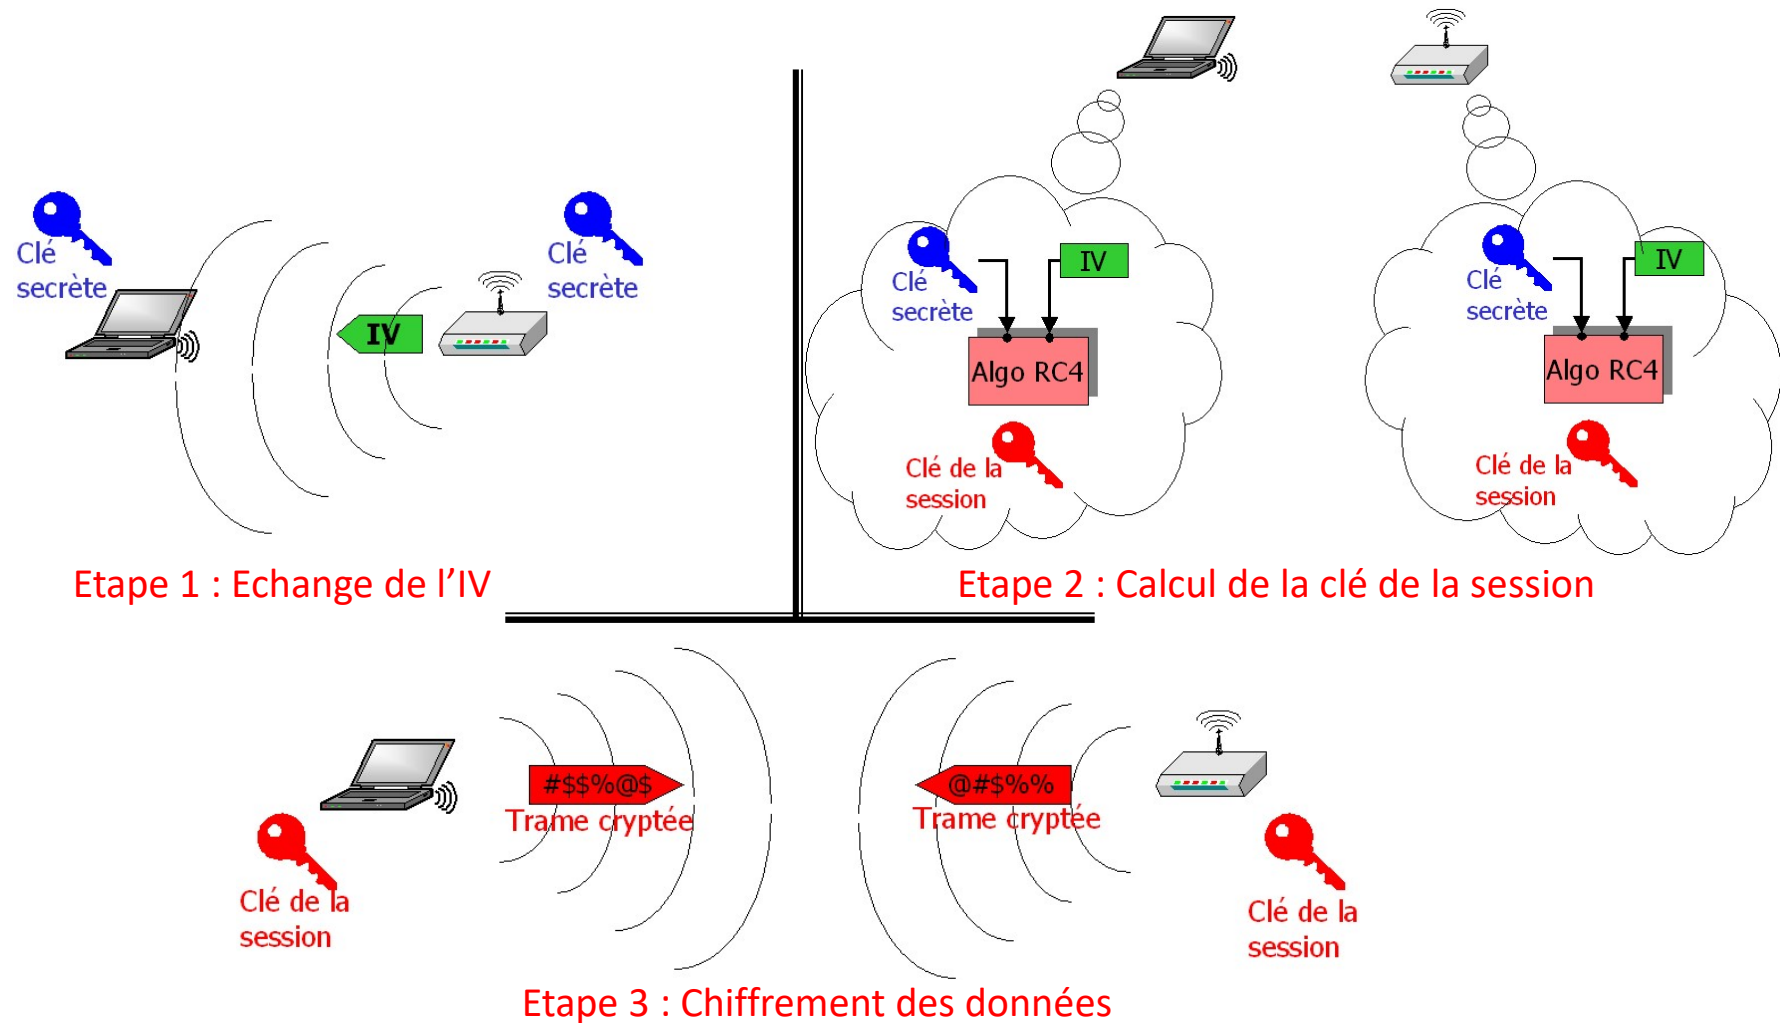 Clé
secrète
IV
Clé
secrète
Etape 1 : Echange de l’IV
Clé
secrète
IV
Algo RC4
Clé de la
session
Clé
secrète
IV
Algo RC4
Clé de la
session
Etape 2 : Calcul de la clé de la session
#$$%@$
Trame cryptée
Clé de la
session
@#$%%
Trame cryptée
Clé de la
session
Etape 3 : Chiffrement des données